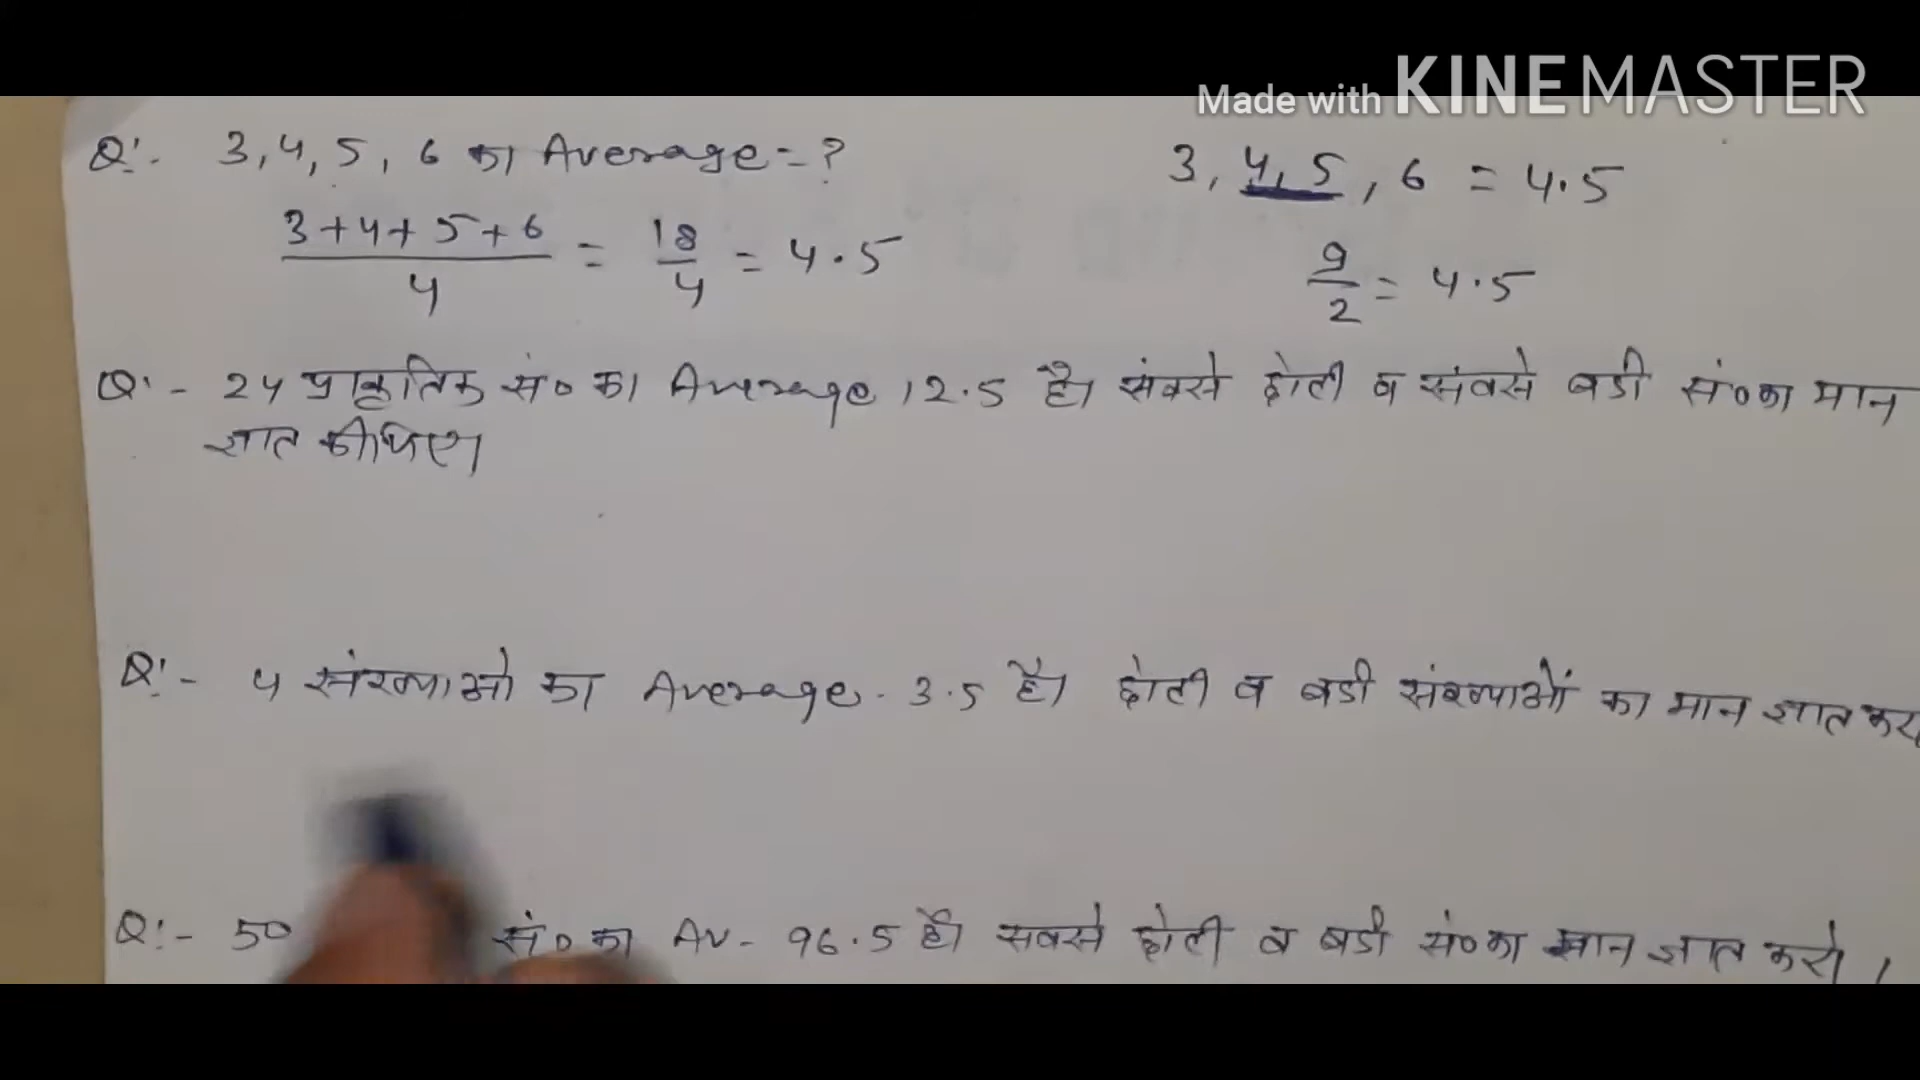 Made with KINEMASTER
Q:- 3, 4, 5, 6 का Average = ?
3, 4, 5, 6 = 4.5
3+4+5+6 / 4 = 18 / 4 = 4.5
9 / 2 = 4.5
Q:- 24 प्राकृतिक सं० का Average 12.5 है। सबसे छोटी व सबसे बडी सं० का मान
ज्ञात कीजिए।
Q:- 4 संख्याओ का Average - 3.5 है। छोटी व बडी संख्याओं का मान ज्ञात करो
Q:- 50 सं० का Av - 96.5 है। सबसे छोटी व बडी सं० का मान ज्ञात करो।